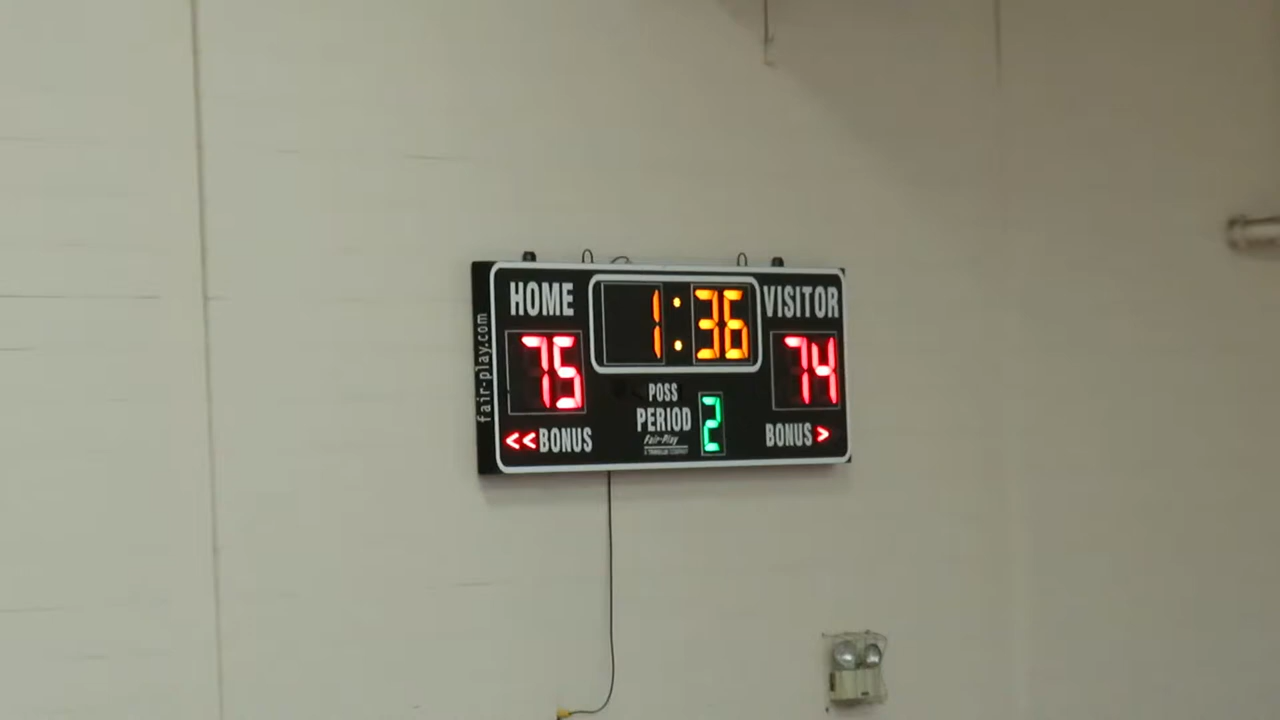 HOME
1:36
VISITOR
75
74
fair-play.com
POSS
PERIOD
2
Fair-Play
<<BONUS
BONUS>